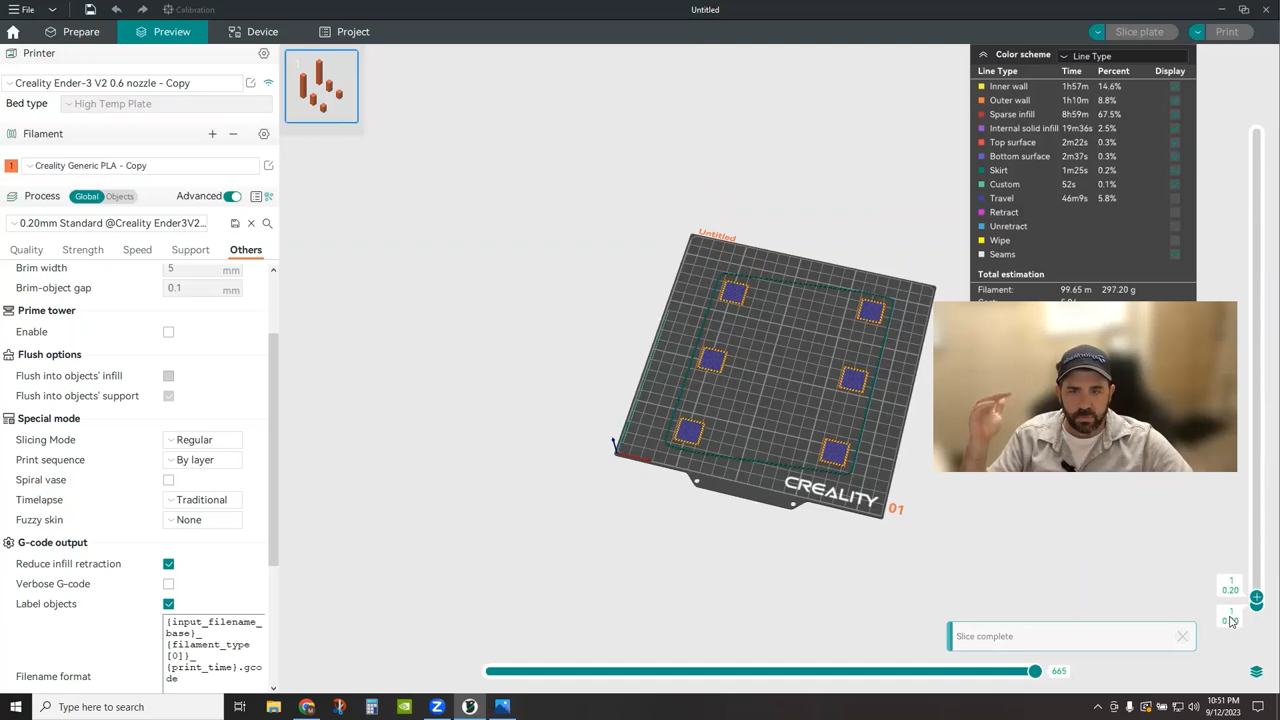 File
Calibration
Untitled
Prepare
Preview
Device
Project
Slice plate
Print
Printer
Creality Ender-3 V2 0.6 nozzle - Copy
Bed type
High Temp Plate
Filament
1
Creality Generic PLA - Copy
Process
Global
Objects
Advanced
0.20mm Standard @Creality Ender3V2...
Quality
Strength
Speed
Support
Others
Brim width
5
mm
Brim-object gap
0.1
mm
Prime tower
Enable
Flush options
Flush into objects' infill
Flush into objects' support
Special mode
Slicing Mode
Regular
Print sequence
By layer
Spiral vase
Timelapse
Traditional
Fuzzy skin
None
G-code output
Reduce infill retraction
Verbose G-code
Label objects
Filename format
{input_filename_
base}_
{filament_type
[0]}_
{print_time}.gco
de
1
Untitled
CREALITY
01
Color scheme
Line Type
Line Type Time Percent Display
Inner wall 1h57m 14.6%
Outer wall 1h10m 8.8%
Sparse infill 8h59m 67.5%
Internal solid infill 19m36s 2.5%
Top surface 2m22s 0.3%
Bottom surface 2m37s 0.3%
Skirt 1m25s 0.2%
Custom 52s 0.1%
Travel 46m9s 5.8%
Retract
Unretract
Wipe
Seams
Total estimation
Filament: 99.65 m 297.20 g
1
0.20
1
Slice complete
665
Type here to search
10:51 PM
9/12/2023